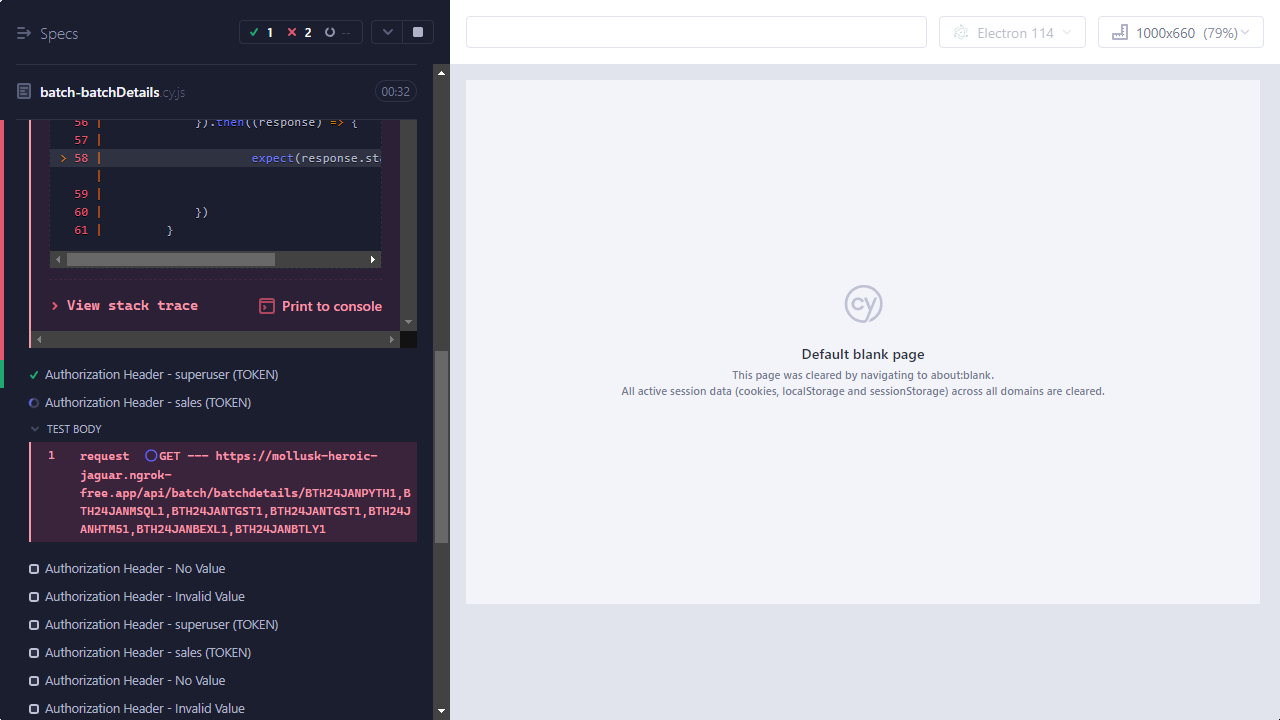 Specs
1 2 --
Electron 114
1000x660 (79%)
batch-batchDetails.cy.js
00:32
56 | }).then((response) => {
57 |
> 58 | expect(response.sta
|
59 |
60 | })
61 | }
View stack trace
Print to console
Authorization Header - superuser (TOKEN)
Authorization Header - sales (TOKEN)
TEST BODY
1 request GET --- https://mollusk-heroic-
jaguar.ngrok-
free.app/api/batch/batchdetails/BTH24JANPYTH1,B
TH24JANMSQL1,BTH24JANTGST1,BTH24JANTGST1,BTH24J
ANHTM51,BTH24JANBEXL1,BTH24JANBTLY1
Authorization Header - No Value
Authorization Header - Invalid Value
Authorization Header - superuser (TOKEN)
Authorization Header - sales (TOKEN)
Authorization Header - No Value
Authorization Header - Invalid Value
cy
Default blank page
This page was cleared by navigating to about:blank.
All active session data (cookies, localStorage and sessionStorage) across all domains are cleared.